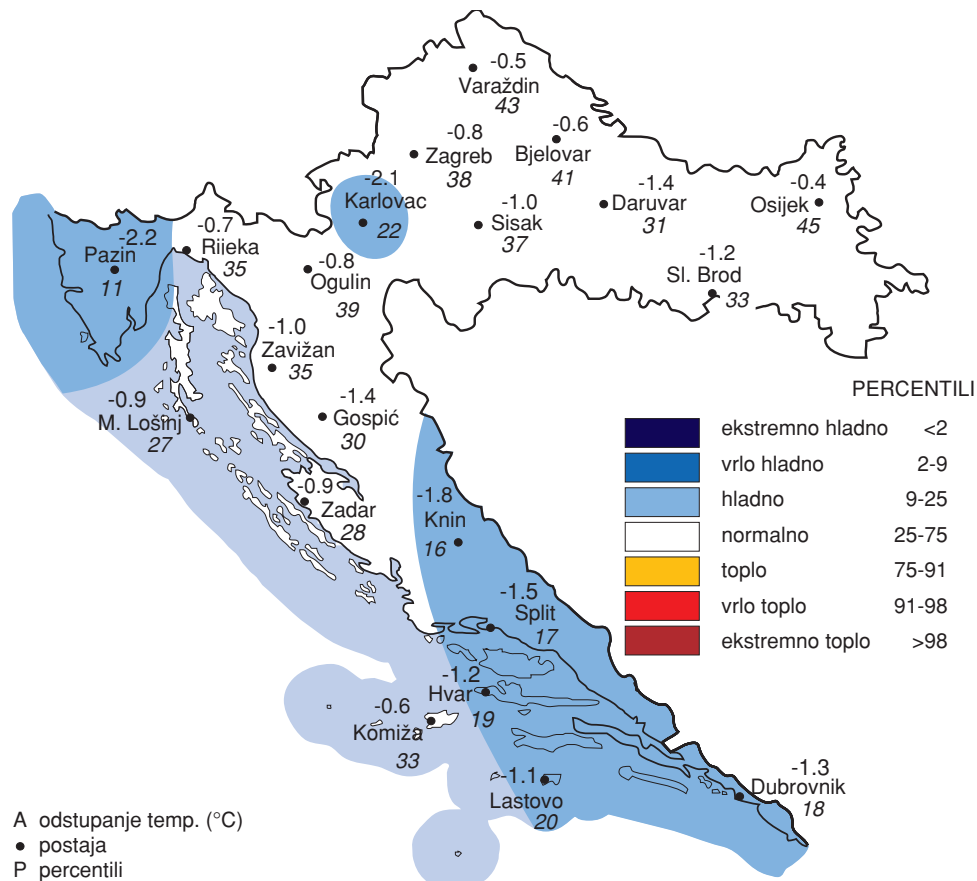 -0.5
Varaždin
43
-0.8
Zagreb
38
-0.6
Bjelovar
41
-2.1
Karlovac
22
-1.0
Sisak
37
-1.4
Daruvar
31
-0.4
Osijek
45
-1.2
Sl. Brod
33
-2.2
Pazin
11
-0.7
Riieka
35
-0.8
Ogulin
39
-1.0
Zavižan
35
-0.9
M. Lošinj
27
-1.4
Gospić
30
-0.9
Zadar
28
-1.8
Knin
16
-1.5
Split
17
-1.2
Hvar
19
-0.6
Komiža
33
-1.1
Lastovo
20
-1.3
Dubrovnik
18
PERCENTILI
ekstremno hladno <2
vrlo hladno 2-9
hladno 9-25
normalno 25-75
toplo 75-91
vrlo toplo 91-98
ekstremno toplo >98
A odstupanje temp. (°C)
● postaja
P percentili